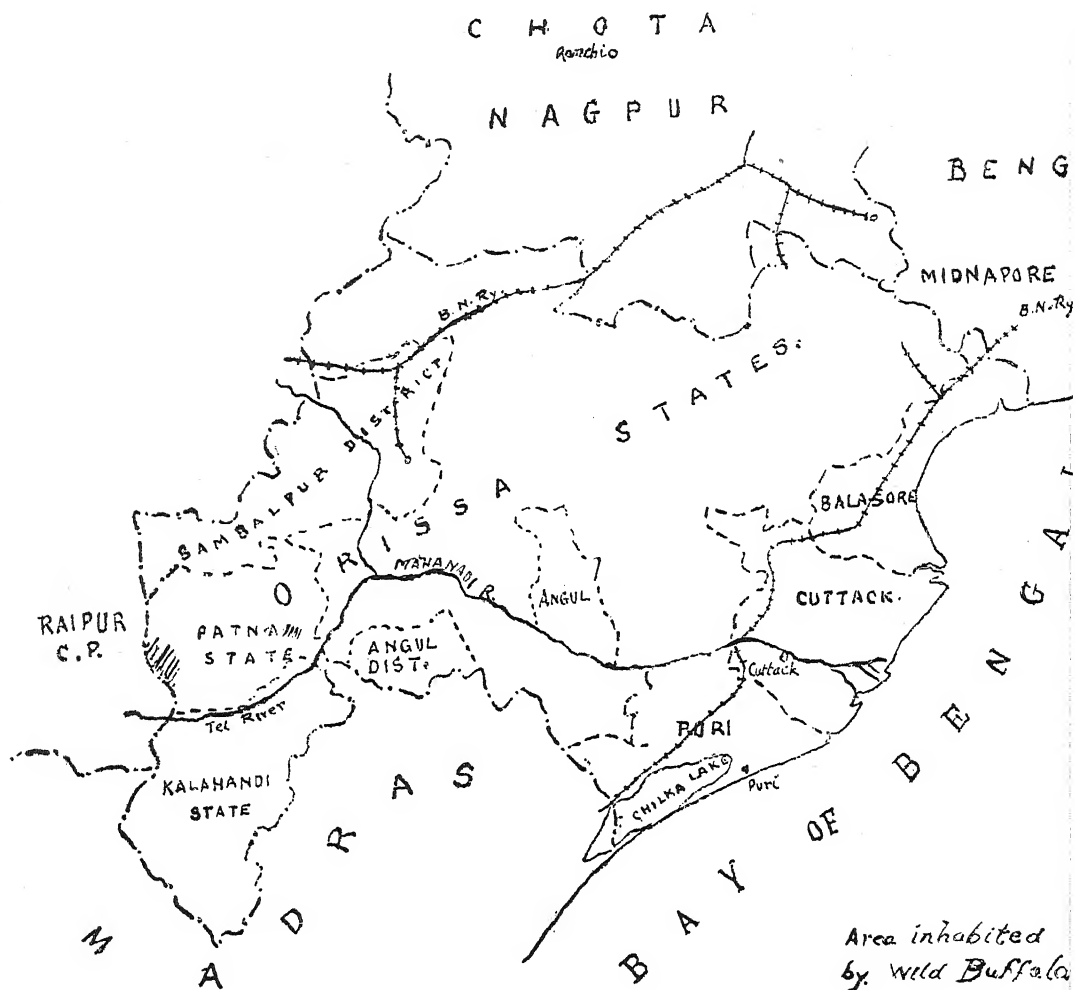 CHOTA
Ranchi
NAGPUR
BENG
MIDNAPORE
B.N.Ry
B.N.Ry.
STATES.
SAMBALPUR DISTRICT
ORISSA
BALASORE
MAHANADI R.
ANGUL
CUTTACK.
RAIPUR
C.P.
PATNA
STATE
ANGUL
DIST.
Cuttack
Tel River
PURI
KALAHANDI
STATE
CHILKA LAKE
Puri
MADRAS
BAY OF BENGAL
Area inhabited
by Wild Buffalo